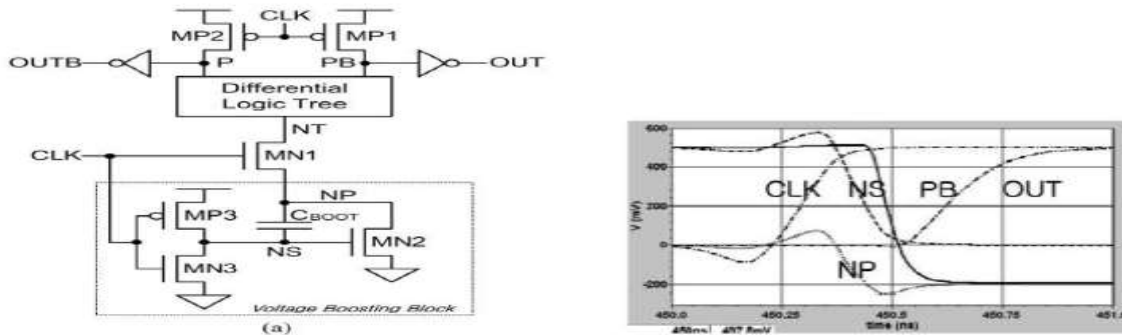 CLK
MP2 MP1
OUTB P PB OUT
Differential
Logic Tree
NT
CLK MN1
NP
MP3 CBOOT
NS MN2
MN3
Voltage Boosting Block
(a)
600
400
200
0
-200
V (mV)
CLK NS PB OUT
NP
450.0 450.25 450.5 450.75 451.
time (ns)